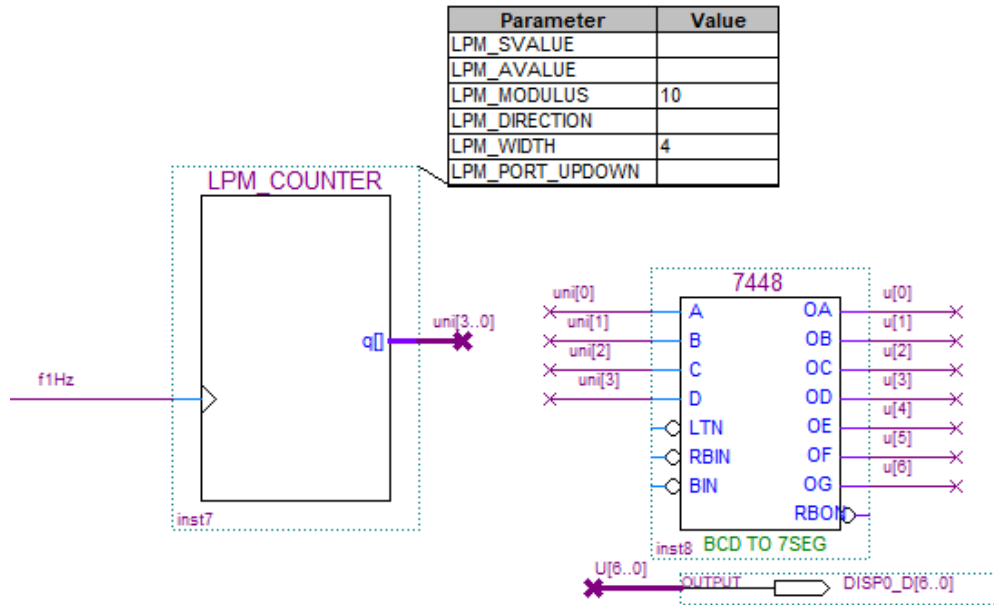 Parameter Value
LPM_SVALUE
LPM_AVALUE
LPM_MODULUS 10
LPM_DIRECTION
LPM_WIDTH 4
LPM_PORT_UPDOWN
LPM_COUNTER
q[]
uni[3..0]
f1Hz
inst7
7448
uni[0] A OA u[0]
uni[1] B OB u[1]
uni[2] C OC u[2]
uni[3] D OD u[3]
LTN OE u[4]
RBIN OF u[5]
BIN OG u[6]
RBON
inst8 BCD TO 7SEG
U[6..0] OUTPUT DISP0_D[6..0]